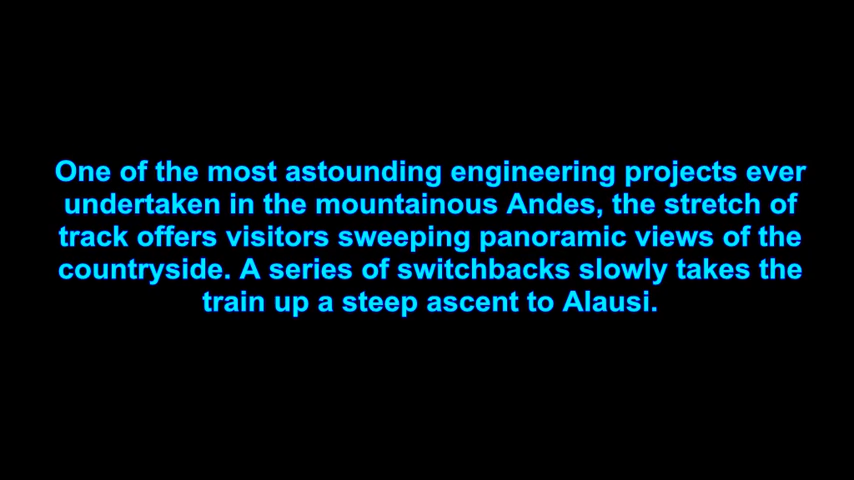 One of the most astounding engineering projects ever
undertaken in the mountainous Andes, the stretch of
track offers visitors sweeping panoramic views of the
countryside. A series of switchbacks slowly takes the
train up a steep ascent to Alausi.